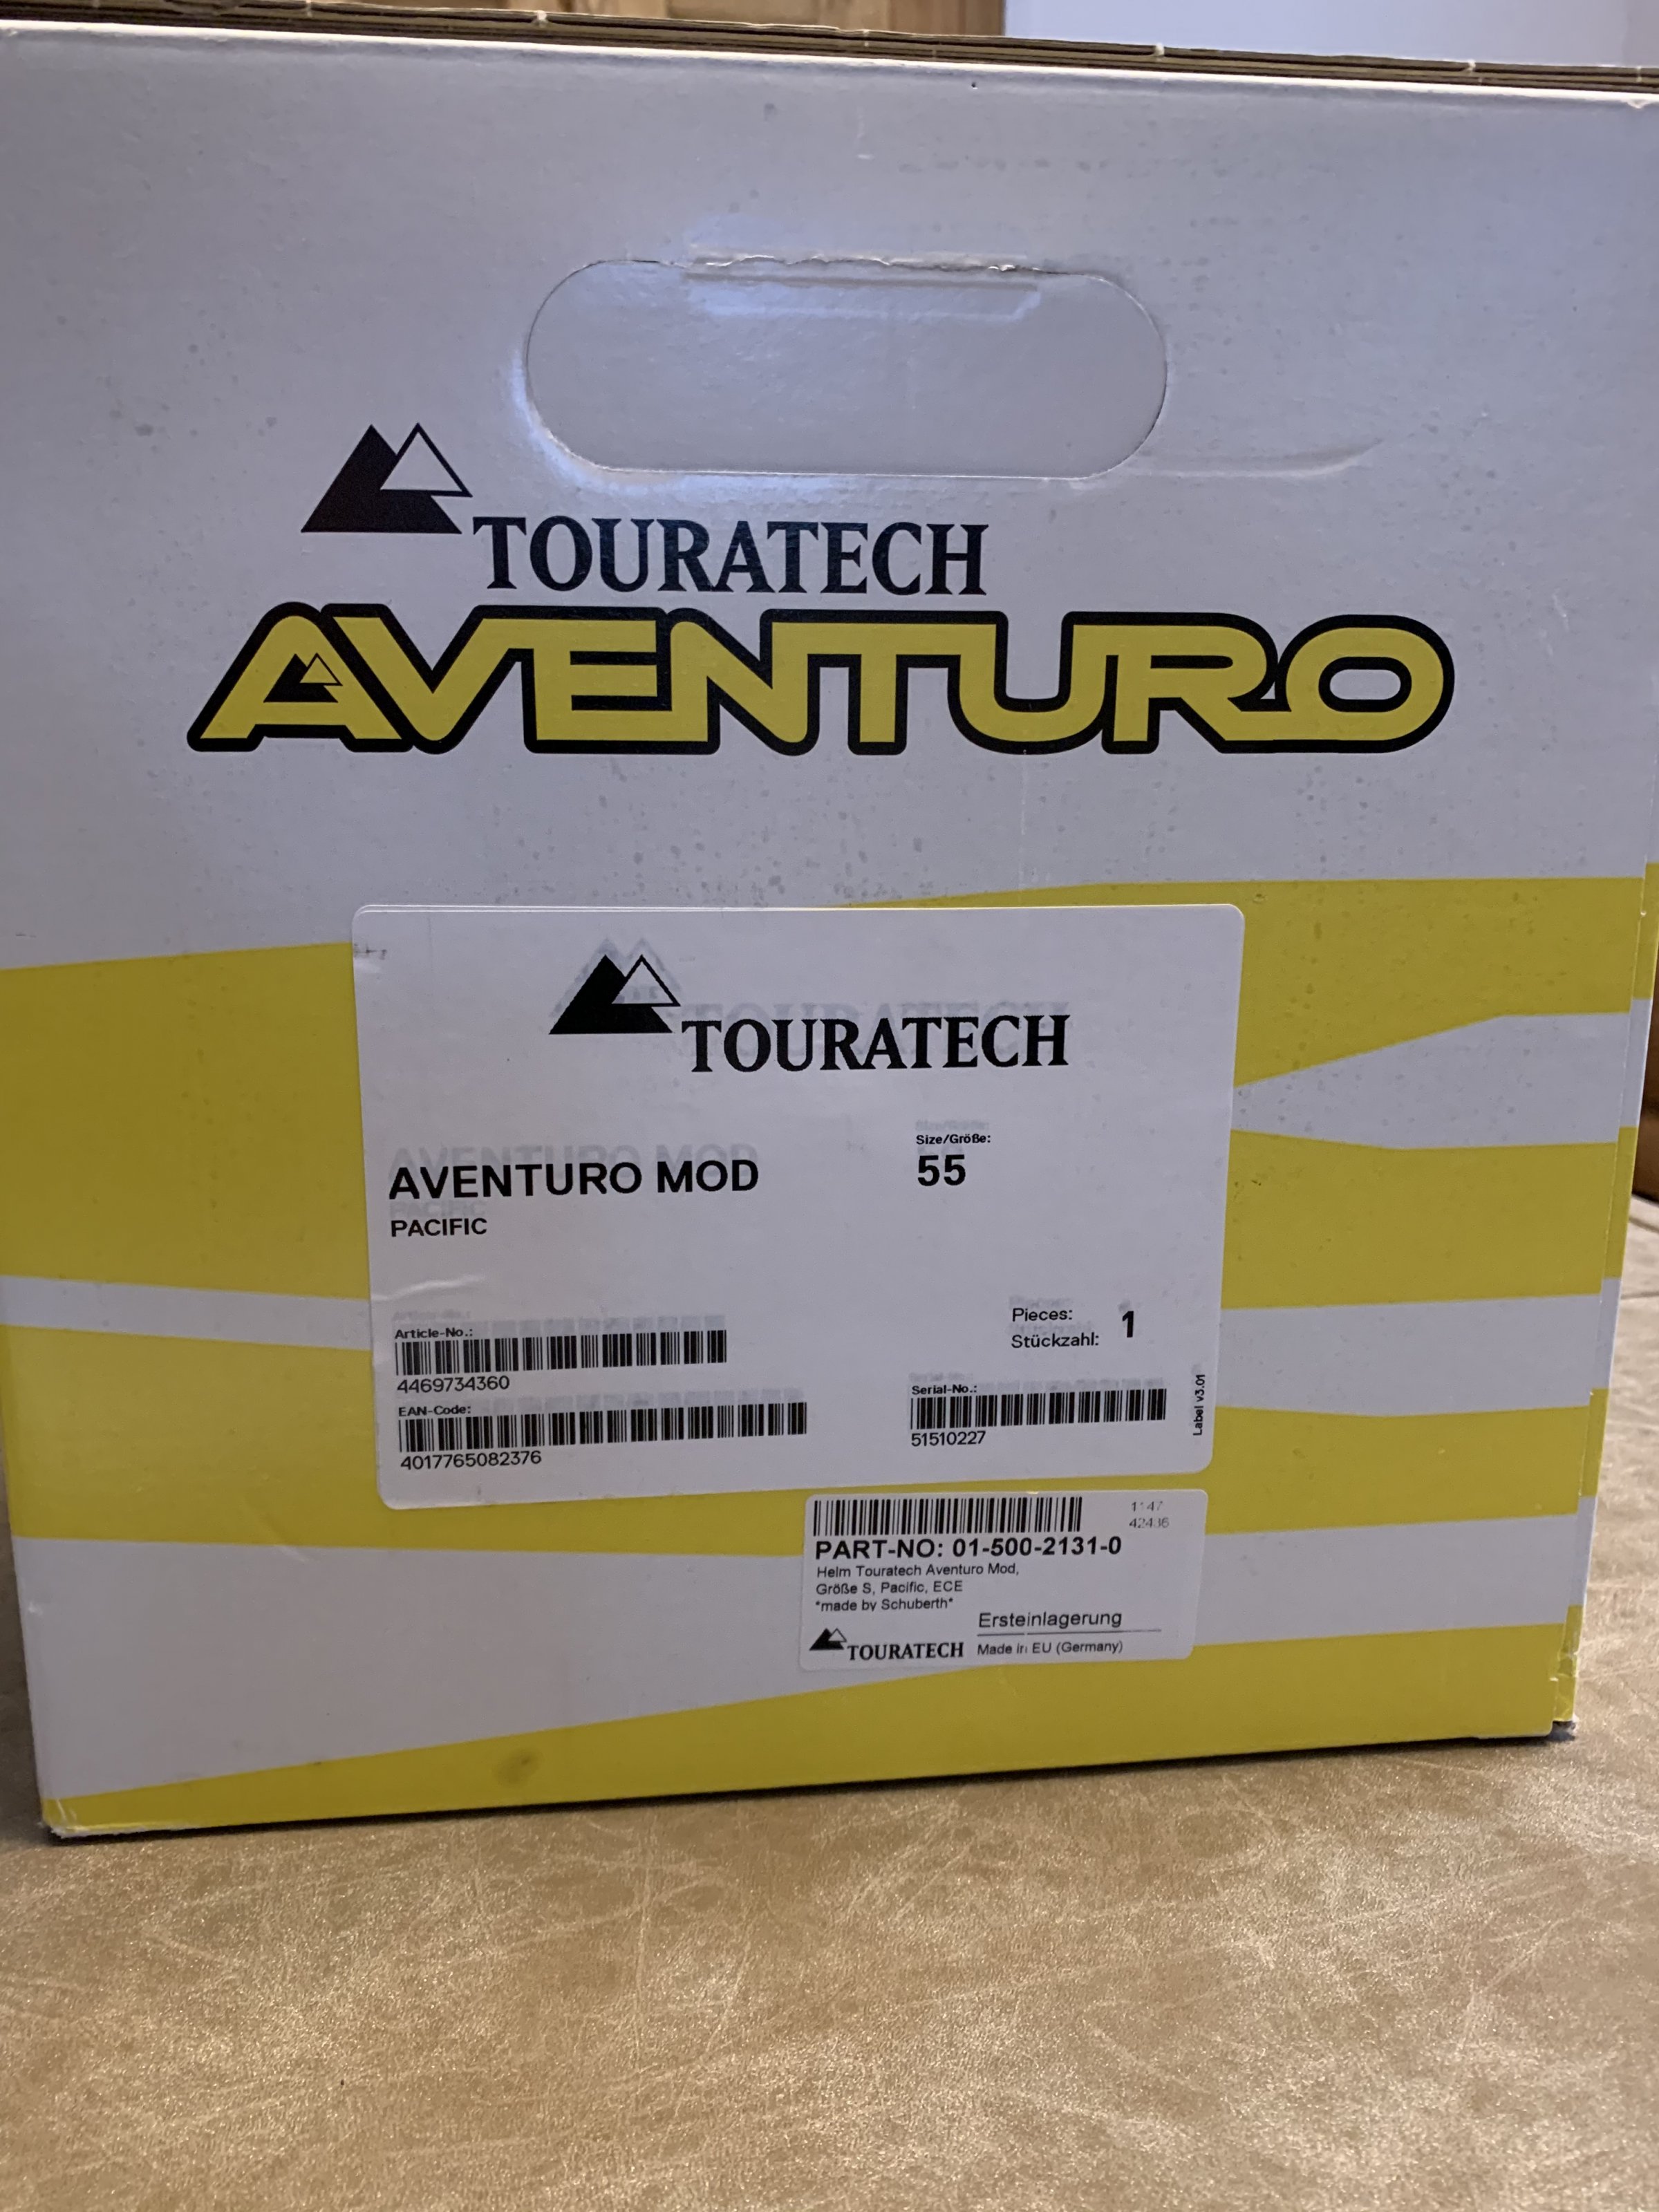 TOURATECH
AVENTURO
TOURATECH
AVENTURO MOD
PACIFIC
Size/Größe:
55
Pieces:
Stückzahl: 1
Article-No.:
4469734360
EAN-Code:
4017765082376
Serial-No.:
51510227
Label v3.01
42436
PART-NO: 01-500-2131-0
Helm Touratech Aventuro Mod,
Größe S, Pacific, ECE
*made by Schuberth*
Ersteinlagerung
TOURATECH Made in EU (Germany)